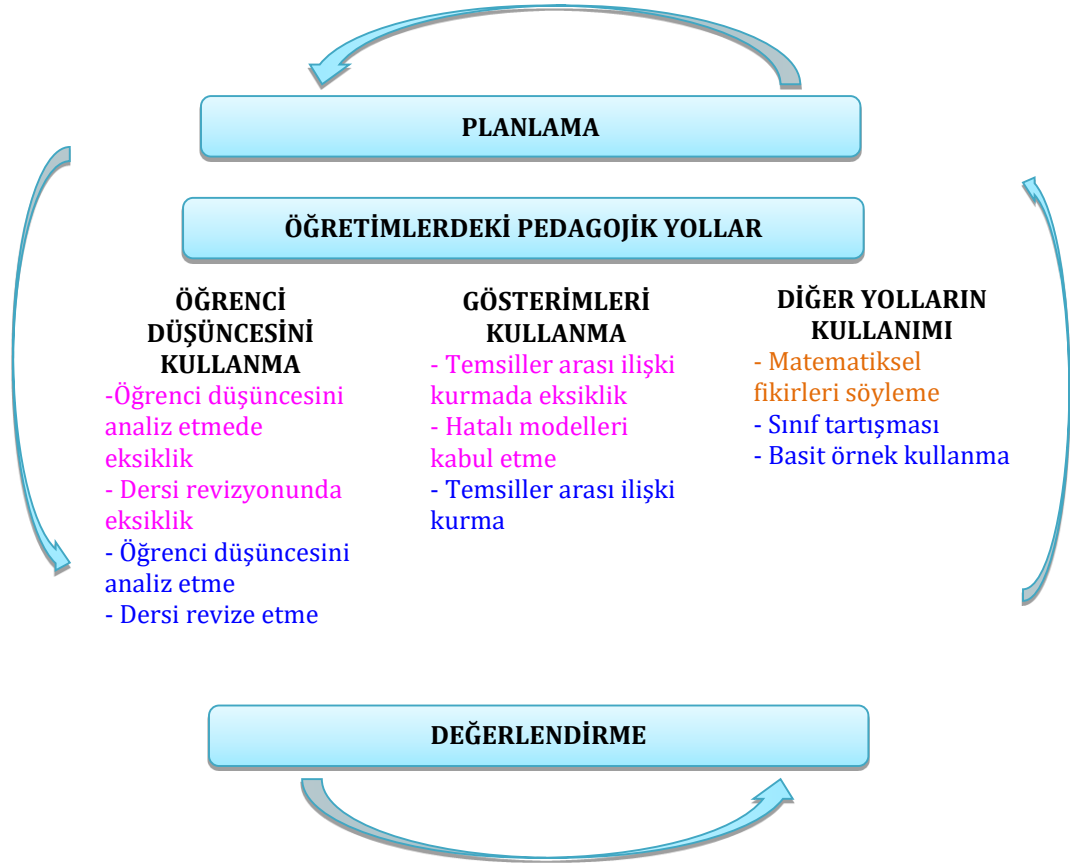 PLANLAMA
ÖĞRETİMLERDEKİ PEDAGOJİK YOLLAR
ÖĞRENCİ
DÜŞÜNCESİNİ
KULLANMA
-Öğrenci düşüncesini
analiz etmede
eksiklik
- Dersi revizyonunda
eksiklik
- Öğrenci düşüncesini
analiz etme
- Dersi revize etme
GÖSTERİMLERİ
KULLANMA
- Temsiller arası ilişki
kurmada eksiklik
- Hatalı modelleri
kabul etme
- Temsiller arası ilişki
kurma
DİĞER YOLLARIN
KULLANIMI
- Matematiksel
fikirleri söyleme
- Sınıf tartışması
- Basit örnek kullanma
DEĞERLENDİRME